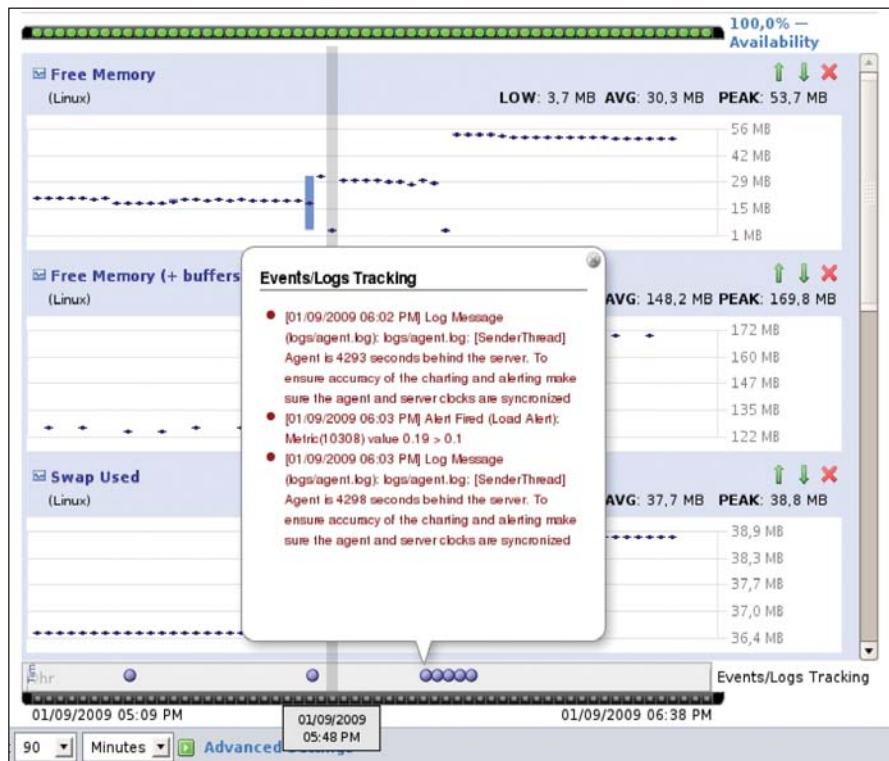 100,0% —
Availability
Free Memory
(Linux)
LOW: 3,7 MB AVG: 30,3 MB PEAK: 53,7 MB
56 MB
42 MB
29 MB
15 MB
1 MB
Free Memory (+ buffers
AVG: 148,2 MB PEAK: 169,8 MB
172 MB
160 MB
147 MB
135 MB
122 MB
Events/Logs Tracking
[01/09/2009 06:02 PM] Log Message
(logs/agent.log): logs/agent.log: [SenderThread]
Agent is 4293 seconds behind the server. To
ensure accuracy of the charting and alerting make
sure the agent and server clocks are syncronized
[01/09/2009 06:03 PM] Alert Fired (Load Alert):
Metric(10308) value 0.19 > 0.1
[01/09/2009 06:03 PM] Log Message
(logs/agent.log): logs/agent.log: [SenderThread]
Agent is 4298 seconds behind the server. To
ensure accuracy of the charting and alerting make
sure the agent and server clocks are syncronized
Swap Used
(Linux)
AVG: 37,7 MB PEAK: 38,8 MB
38,9 MB
38,3 MB
37,7 MB
37,0 MB
36,4 MB
Events/Logs Tracking
01/09/2009 05:09 PM
01/09/2009
05:48 PM
01/09/2009 06:38 PM
90 Minutes Advanced
(Linux)